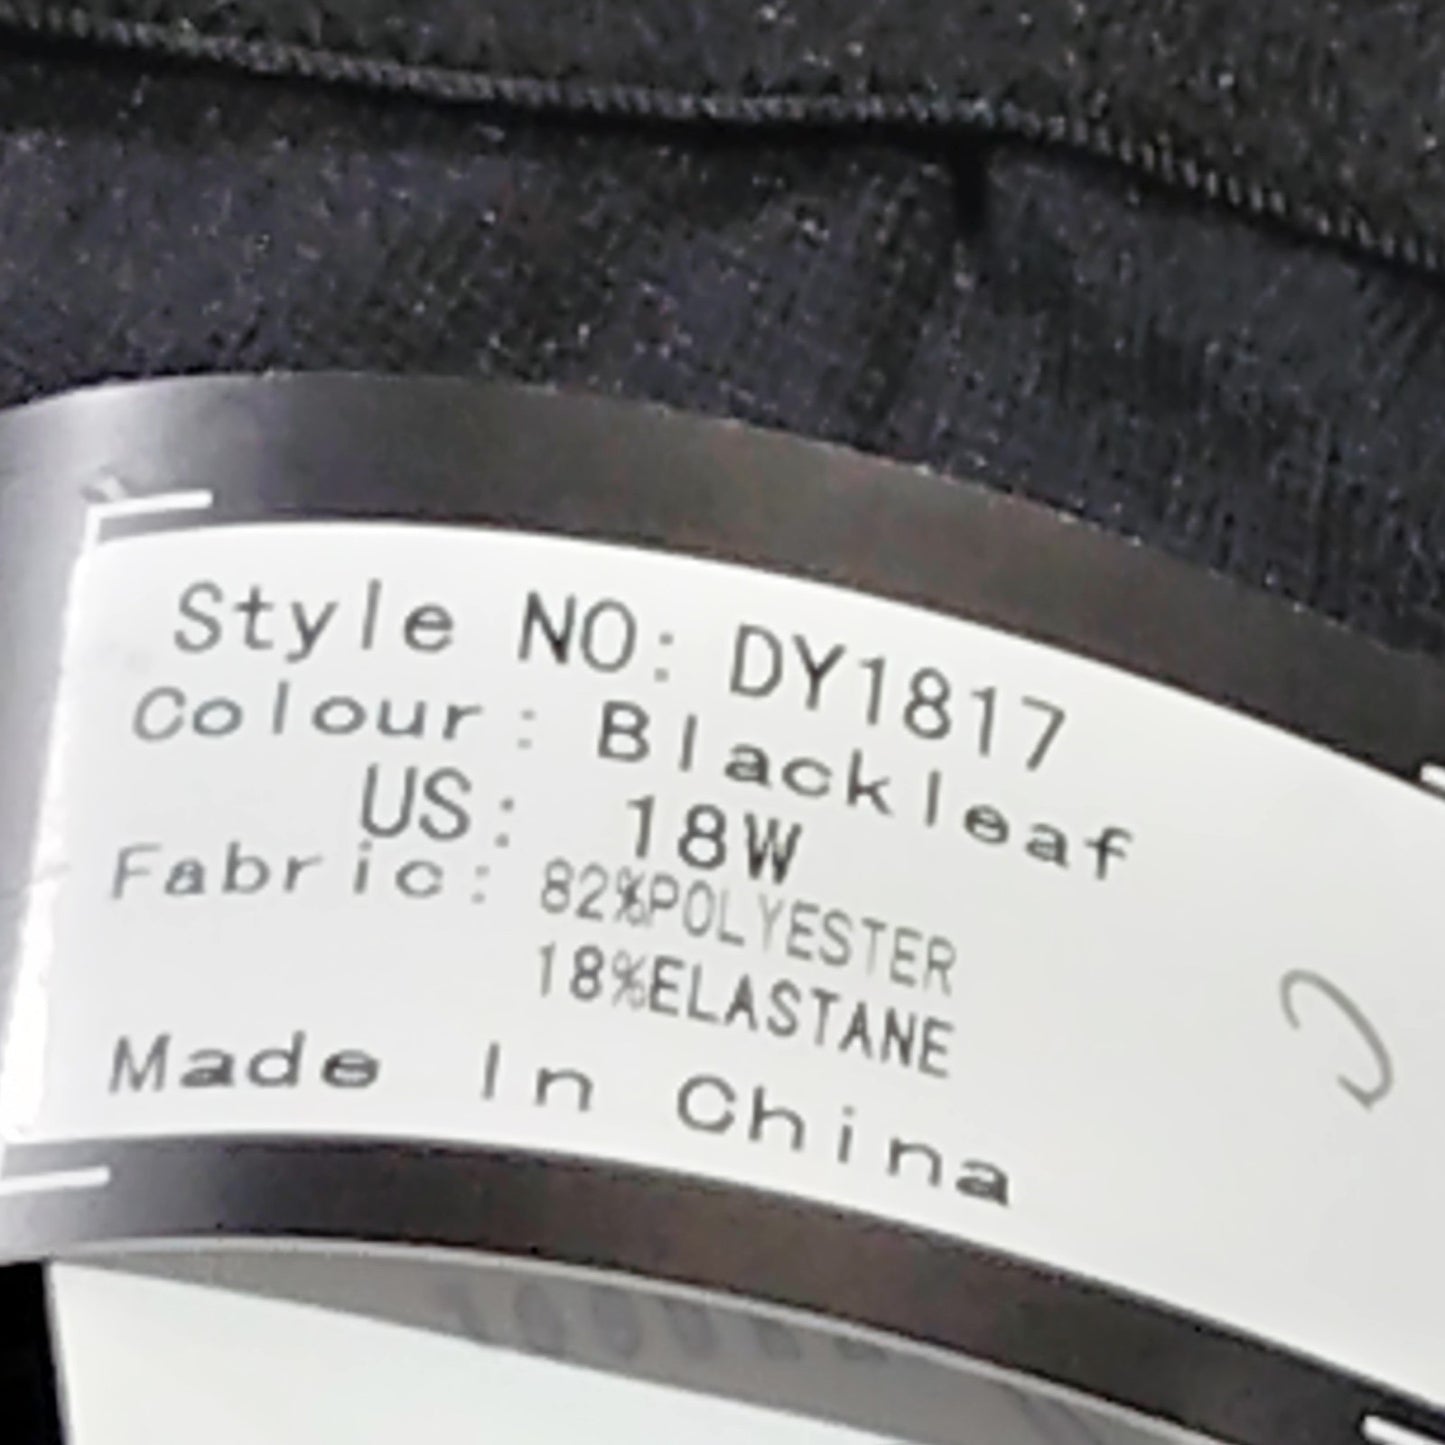 Style NO: DY1817
Colour: Blackleaf
US: 18W
Fabric: 82%POLYESTER
18%ELASTANE
Made In China